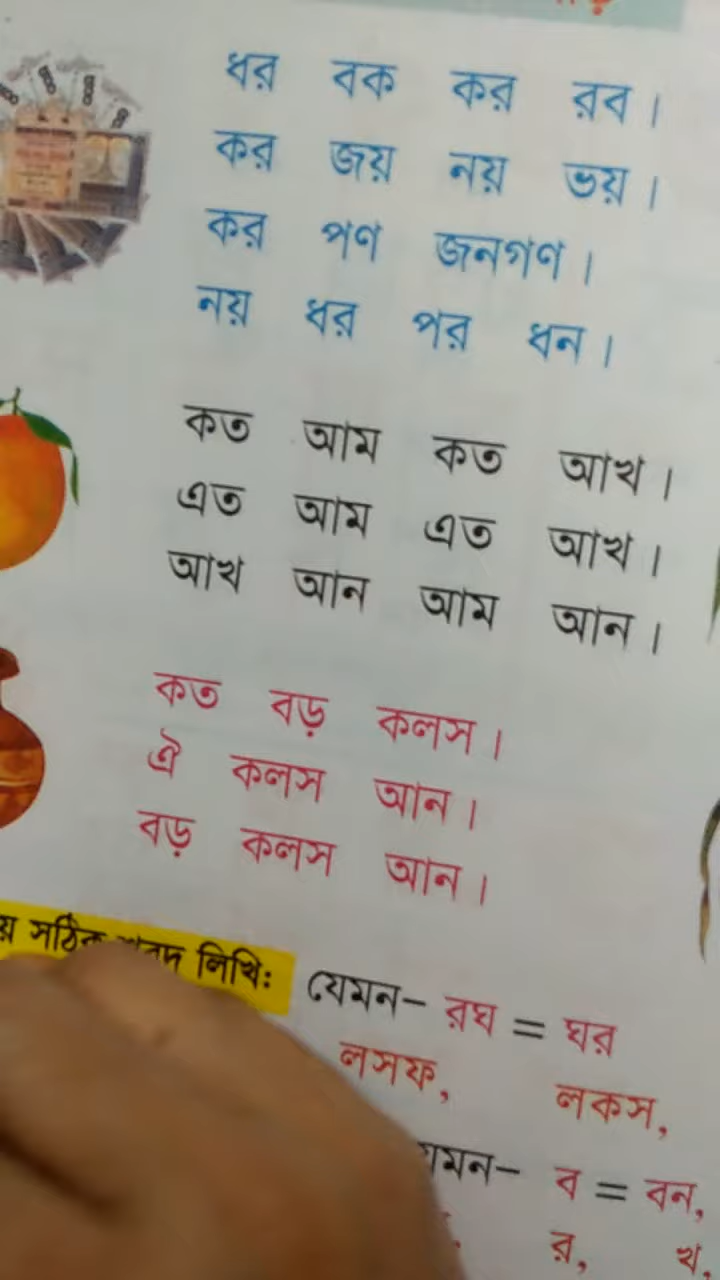 ধর বক কর রব।
কর জয় নয় ভয়।
কর পণ জনগণ।
নয় ধর পর ধন।
কত আম কত আখ।
এত আম এত আখ।
আখ আন আম আন।
কত বড় কলস।
ঐ কলস আন।
বড় কলস আন।
সঠিক লিখি: যেমন– রঘ = ঘর
লসফ, লকস,
ব = বন,
র, খ,